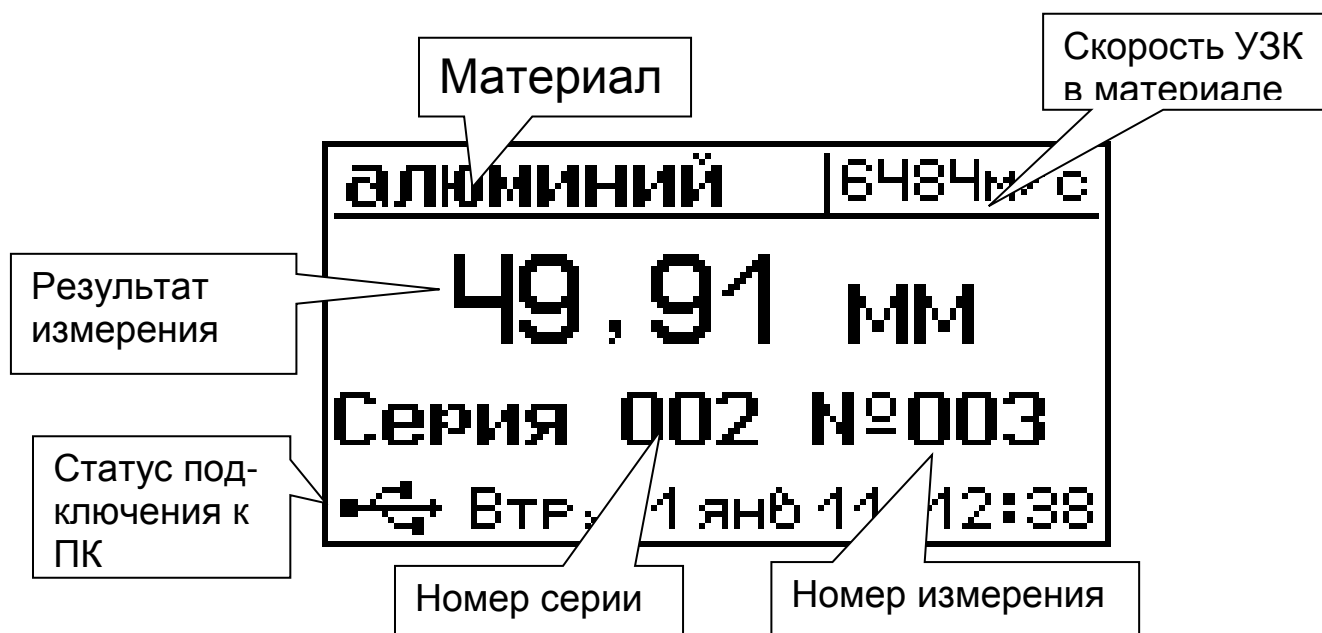 Материал
Скорость УЗК
в материале
алюминий
6484м/с
Результат
измерения
49,91 мм
Серия 002 №003
Статус под-
ключения к
ПК
Втр, 1 янв 11 12:38
Номер серии
Номер измерения